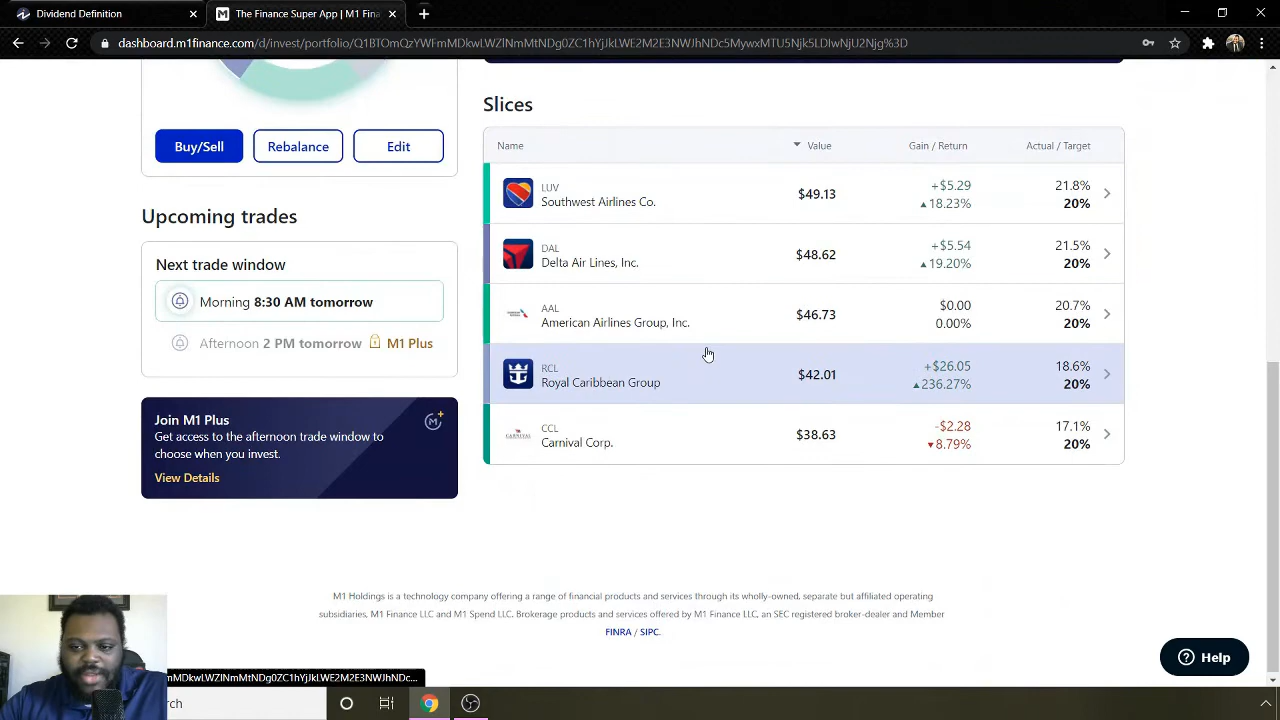 Dividend Definition
The Finance Super App | M1 Fina
dashboard.m1finance.com/d/invest/portfolio/
Buy/Sell
Rebalance
Edit
Upcoming trades
Next trade window
Morning 8:30 AM tomorrow
Afternoon 2 PM tomorrow M1 Plus
Join M1 Plus
Get access to the afternoon trade window to
choose when you invest.
View Details
Slices
Name Value Gain / Return Actual / Target
LUV
Southwest Airlines Co.
$49.13
+$5.29
▲18.23%
21.8%
20%
DAL
Delta Air Lines, Inc.
$48.62
+$5.54
▲19.20%
21.5%
20%
AAL
American Airlines Group, Inc.
$46.73
$0.00
0.00%
20.7%
20%
RCL
Royal Caribbean Group
$42.01
+$26.05
▲236.27%
18.6%
20%
CCL
Carnival Corp.
$38.63
-$2.28
▼8.79%
17.1%
20%
M1 Holdings is a technology company offering a range of financial products and services through its wholly-owned, separate but affiliated operating
subsidiaries, M1 Finance LLC and M1 Spend LLC. Brokerage products and services offered by M1 Finance LLC, an SEC registered broker-dealer and Member
FINRA / SIPC.
Help
rch